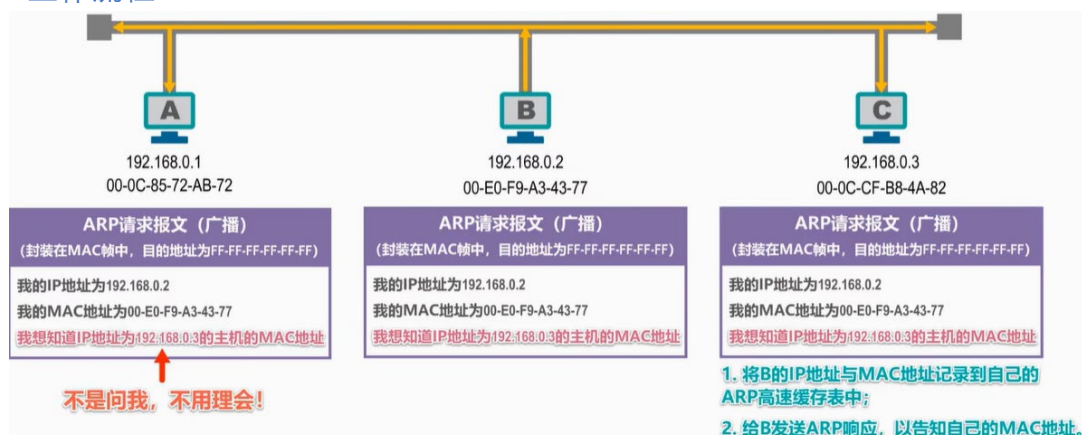 A
B
C
192.168.0.1
00-0C-85-72-AB-72
192.168.0.2
00-E0-F9-A3-43-77
192.168.0.3
00-0C-CF-B8-4A-82
ARP请求报文（广播）
(封装在MAC帧中，目的地址为FF-FF-FF-FF-FF-FF)
我的IP地址为192.168.0.2
我的MAC地址为00-E0-F9-A3-43-77
我想知道IP地址为192.168.0.3的主机的MAC地址
不是问我，不用理会！
ARP请求报文（广播）
(封装在MAC帧中，目的地址为FF-FF-FF-FF-FF-FF)
我的IP地址为192.168.0.2
我的MAC地址为00-E0-F9-A3-43-77
我想知道IP地址为192.168.0.3的主机的MAC地址
ARP请求报文（广播）
(封装在MAC帧中，目的地址为FF-FF-FF-FF-FF-FF)
我的IP地址为192.168.0.2
我的MAC地址为00-E0-F9-A3-43-77
我想知道IP地址为192.168.0.3的主机的MAC地址
1. 将B的IP地址与MAC地址记录到自己的
ARP高速缓存表中；
2. 给B发送ARP响应，以告知自己的MAC地址。